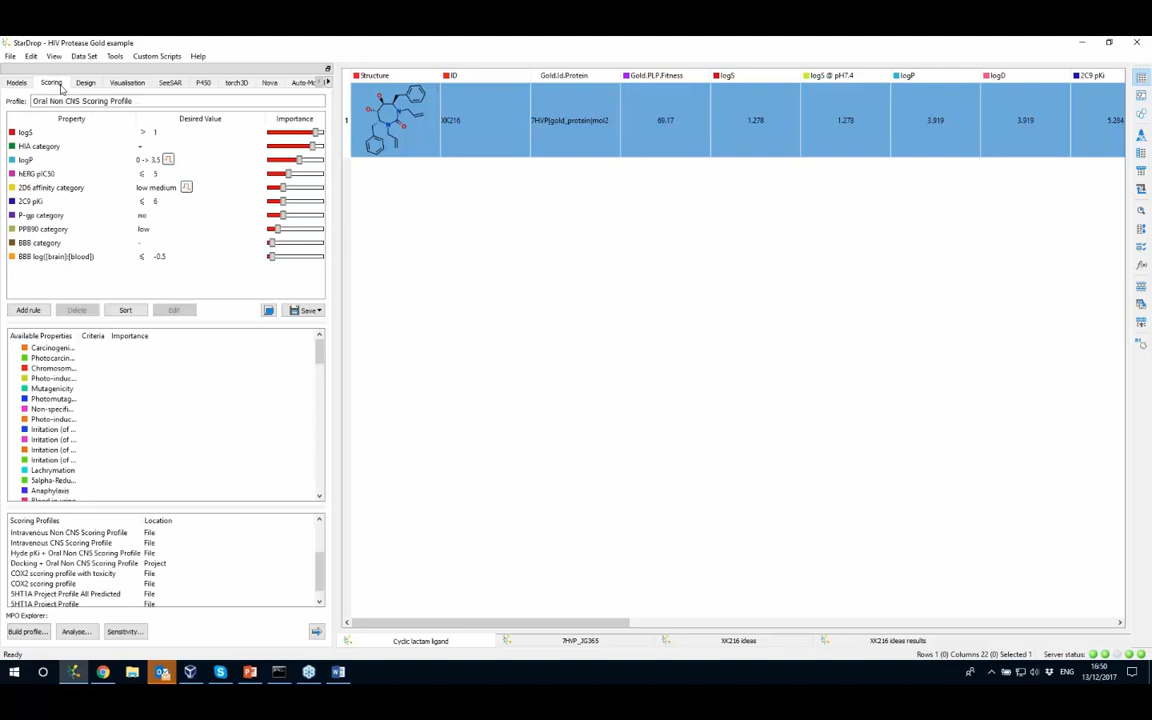 StarDrop - HIV Protease Gold example
File Edit View Data Set Tools Custom Scripts Help
Models Scoring Design Visualisation SeeSAR P450 torch3D Nova Auto-Mo
Profile: Oral Non CNS Scoring Profile
Property Desired Value Importance
logS > 1
HIA category +
logP 0 -> 3.5
hERG pIC50 ≤ 5
2D6 affinity category low medium
2C9 pKi ≤ 6
P-gp category no
PPB90 category low
BBB category -
BBB log([brain]:[blood]) ≤ -0.5
Add rule Delete Sort Edit Save
Available Properties Criteria Importance
Carcinogeni...
Photocarcin...
Chromosom...
Photo-induc...
Mutagenicity
Photomutag...
Non-specifi...
Photo-induc...
Irritation (of ...
Irritation (of ...
Irritation (of ...
Irritation (of ...
Lachrymation
5alpha-Redu...
Anaphylaxis
Blood in urine
Scoring Profiles Location
Intravenous Non CNS Scoring Profile File
Intravenous CNS Scoring Profile File
Hyde pKi + Oral Non CNS Scoring Profile File
Docking + Oral Non CNS Scoring Profile Project
COX2 scoring profile with toxicity File
COX2 scoring profile File
5HT1A Project Profile All Predicted File
5HT1A Project Profile File
MPO Explorer:
Build profile... Analyse... Sensitivity...
Structure ID Gold.Id.Protein Gold.PLP.Fitness logS logS @ pH7.4 logP logD 2C9 pKi
1 XK216 7HVP|gold_protein|mol2 69.17 1.278 1.278 3.919 3.919 5.284
Cyclic lactam ligand 7HVP_JG365 XK216 ideas XK216 ideas results
Ready Rows 1 (0) Columns 22 (0) Selected 1 Server status:
ENG
16:50
13/12/2017